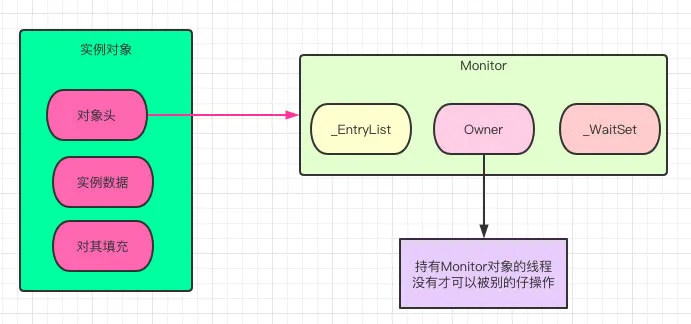 实例对象
对象头
实例数据
对其填充
Monitor
_EntryList
Owner
_WaitSet
持有Monitor对象的线程
没有才可以被别的仔操作